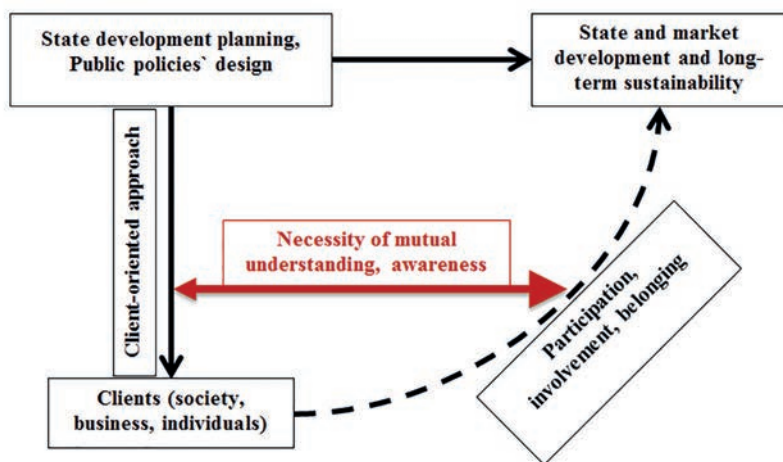 State development planning,
Public policies` design
State and market
development and long-
term sustainability
Client-oriented approach
Necessity of mutual
understanding, awareness
Participation,
involvement, belonging
Clients (society,
business, individuals)